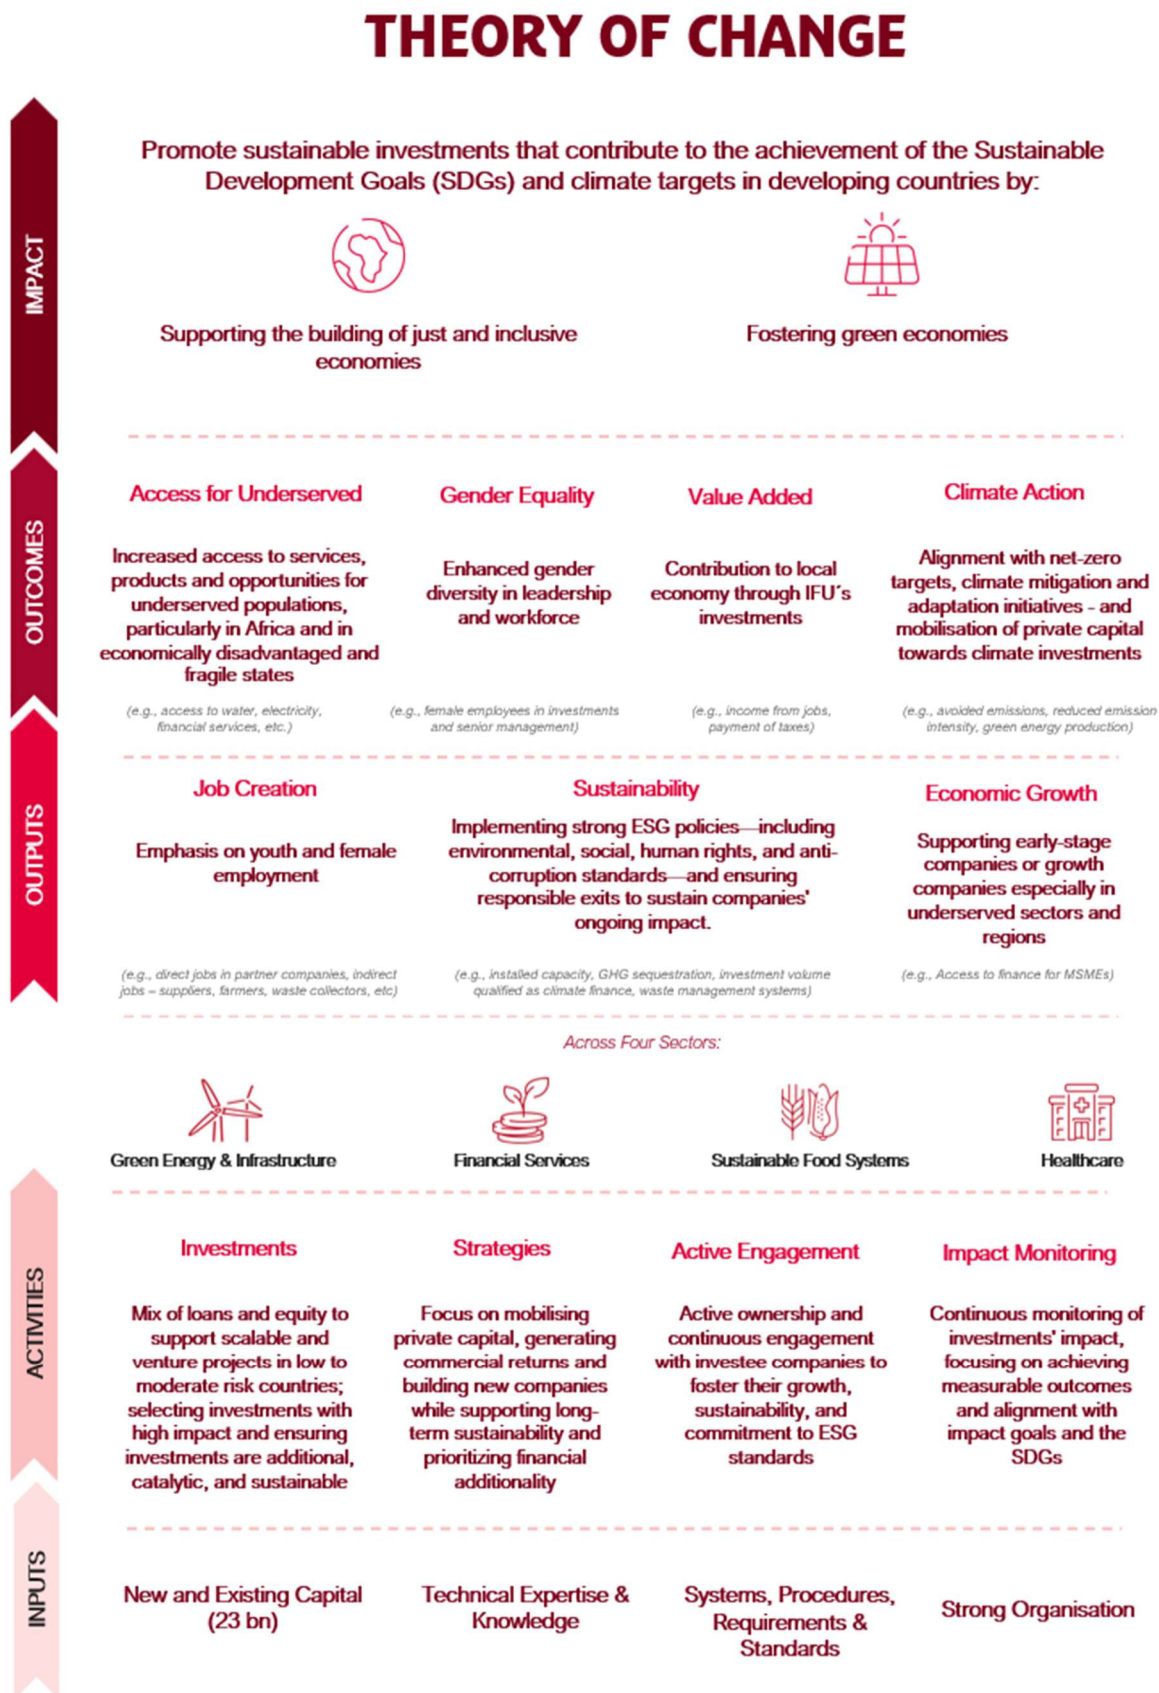 THEORY OF CHANGE
IMPACT
Promote sustainable investments that contribute to the achievement of the Sustainable
Development Goals (SDGs) and climate targets in developing countries by:
Supporting the building of just and inclusive
economies
Fostering green economies
OUTCOMES
Access for Underserved
Increased access to services,
products and opportunities for
underserved populations,
particularly in Africa and in
economically disadvantaged and
fragile states
(e.g., access to water, electricity,
financial services, etc.)
Gender Equality
Enhanced gender
diversity in leadership
and workforce
(e.g., female employees in investments
and senior management)
Value Added
Contribution to local
economy through IFU´s
investments
(e.g., income from jobs,
payment of taxes)
Climate Action
Alignment with net-zero
targets, climate mitigation and
adaptation initiatives - and
mobilisation of private capital
towards climate investments
(e.g., avoided emissions, reduced emission
intensity, green energy production)
OUTPUTS
Job Creation
Emphasis on youth and female
employment
(e.g., direct jobs in partner companies, indirect
jobs – suppliers, farmers, waste collectors, etc)
Sustainability
Implementing strong ESG policies—including
environmental, social, human rights, and anti-
corruption standards—and ensuring
responsible exits to sustain companies'
ongoing impact.
(e.g., installed capacity, GHG sequestration, investment volume
qualified as climate finance, waste management systems)
Economic Growth
Supporting early-stage
companies or growth
companies especially in
underserved sectors and
regions
(e.g., Access to finance for MSMEs)
Across Four Sectors:
Green Energy & Infrastructure
Financial Services
Sustainable Food Systems
Healthcare
ACTIVITIES
Investments
Mix of loans and equity to
support scalable and
venture projects in low to
moderate risk countries;
selecting investments with
high impact and ensuring
investments are additional,
catalytic, and sustainable
Strategies
Focus on mobilising
private capital, generating
commercial returns and
building new companies
while supporting long-
term sustainability and
prioritizing financial
additionality
Active Engagement
Active ownership and
continuous engagement
with investee companies to
foster their growth,
sustainability, and
commitment to ESG
standards
Impact Monitoring
Continuous monitoring of
investments' impact,
focusing on achieving
measurable outcomes
and alignment with
impact goals and the
SDGs
INPUTS
New and Existing Capital
(23 bn)
Technical Expertise &
Knowledge
Systems, Procedures,
Requirements &
Standards
Strong Organisation